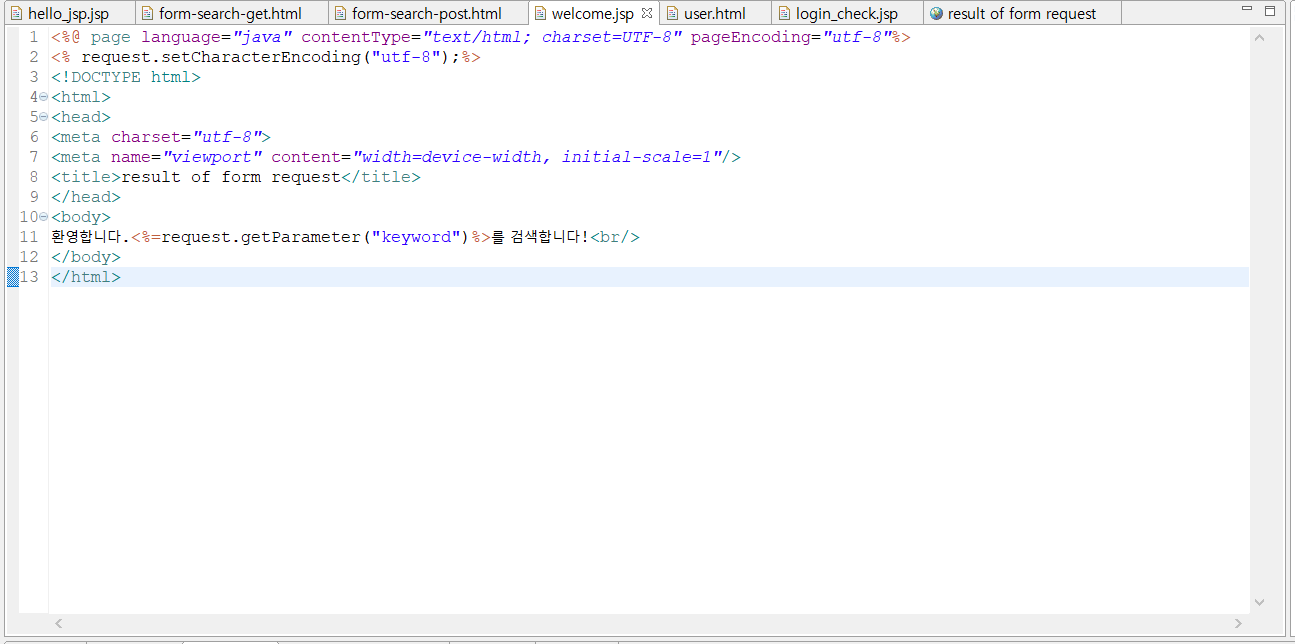 hello_jsp.jsp form-search-get.html form-search-post.html welcome.jsp user.html login_check.jsp result of form request
1 <%@ page language="java" contentType="text/html; charset=UTF-8" pageEncoding="utf-8"%>
2 <% request.setCharacterEncoding("utf-8");%>
3 <!DOCTYPE html>
4 <html>
5 <head>
6 <meta charset="utf-8">
7 <meta name="viewport" content="width=device-width, initial-scale=1"/>
8 <title>result of form request</title>
9 </head>
10 <body>
11 환영합니다.<%=request.getParameter("keyword")%>를 검색합니다!<br/>
12 </body>
13 </html>